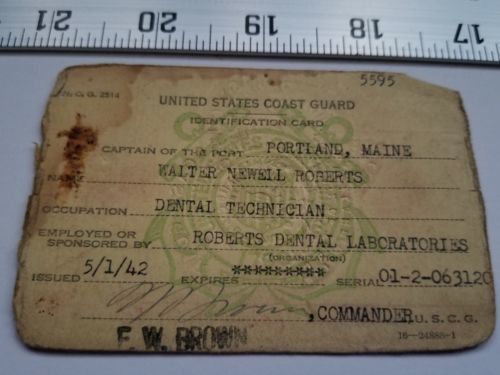 21 20 19 18 17
5595
C. G. 2514
UNITED STATES COAST GUARD
IDENTIFICATION CARD
CAPTAIN OF THE PORT PORTLAND, MAINE
NAME WALTER NEWELL ROBERTS
OCCUPATION DENTAL TECHNICIAN
EMPLOYED OR SPONSORED BY ROBERTS DENTAL LABORATORIES
(ORGANIZATION)
ISSUED 5/1/42 EXPIRES ********* SERIAL 01-2-063120
, COMMANDER U. S. C. G.
F. W. BROWN
16—24888-1